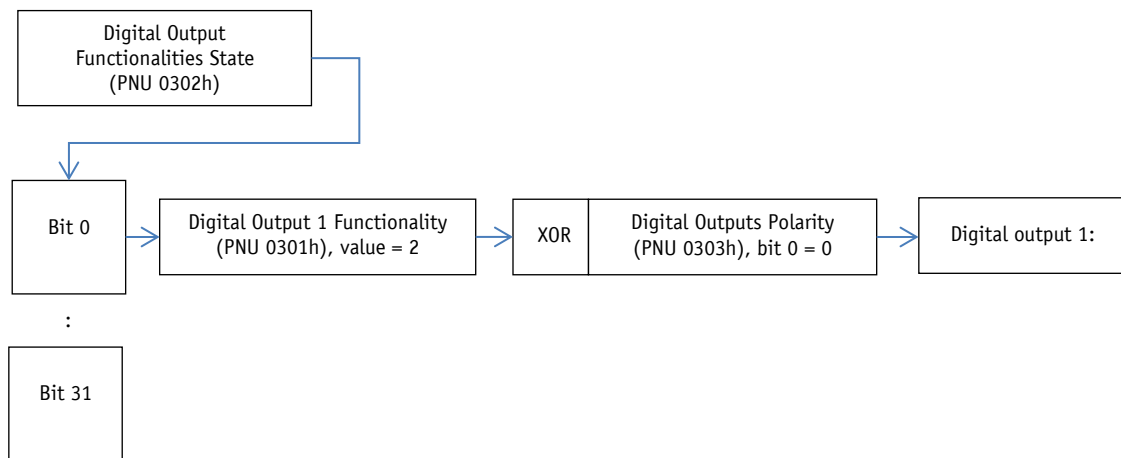 Digital Output
Functionalities State
(PNU 0302h)
Bit 0
Digital Output 1 Functionality
(PNU 0301h), value = 2
XOR
Digital Outputs Polarity
(PNU 0303h), bit 0 = 0
Digital output 1:
:
Bit 31